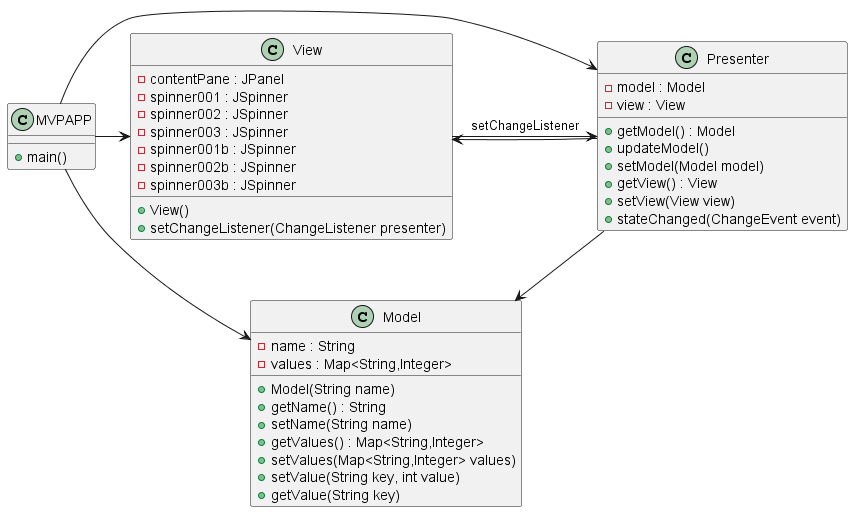 C MVPAPP
main()
C View
contentPane : JPanel
spinner001 : JSpinner
spinner002 : JSpinner
spinner003 : JSpinner
spinner001b : JSpinner
spinner002b : JSpinner
spinner003b : JSpinner
View()
setChangeListener(ChangeListener presenter)
setChangeListener
C Presenter
model : Model
view : View
getModel() : Model
updateModel()
setModel(Model model)
getView() : View
setView(View view)
stateChanged(ChangeEvent event)
C Model
name : String
values : Map<String,Integer>
Model(String name)
getName() : String
setName(String name)
getValues() : Map<String,Integer>
setValues(Map<String,Integer> values)
setValue(String key, int value)
getValue(String key)